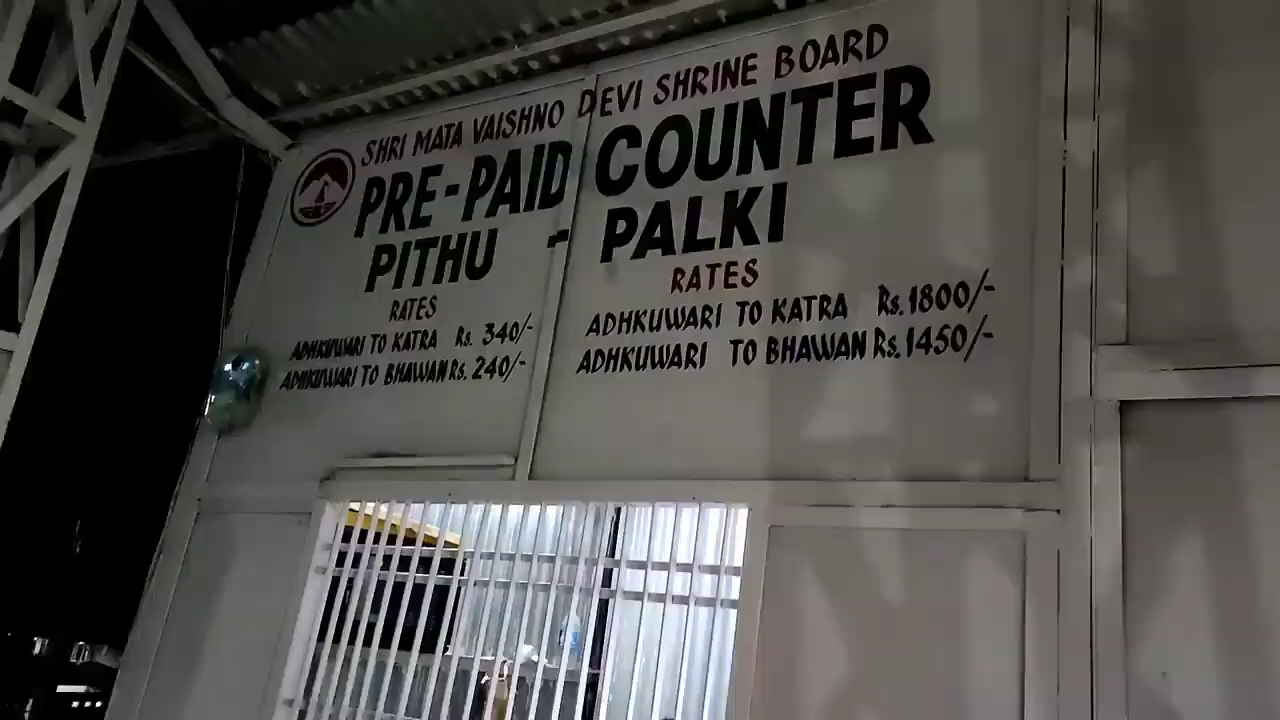 SHRI MATA VAISHNO DEVI SHRINE BOARD
PRE-PAID COUNTER
PITHU - PALKI
RATES
ADHKUWARI TO KATRA Rs. 340/-
ADHKUWARI TO BHAWAN Rs. 240/-
RATES
ADHKUWARI TO KATRA Rs. 1800/-
ADHKUWARI TO BHAWAN Rs. 1450/-